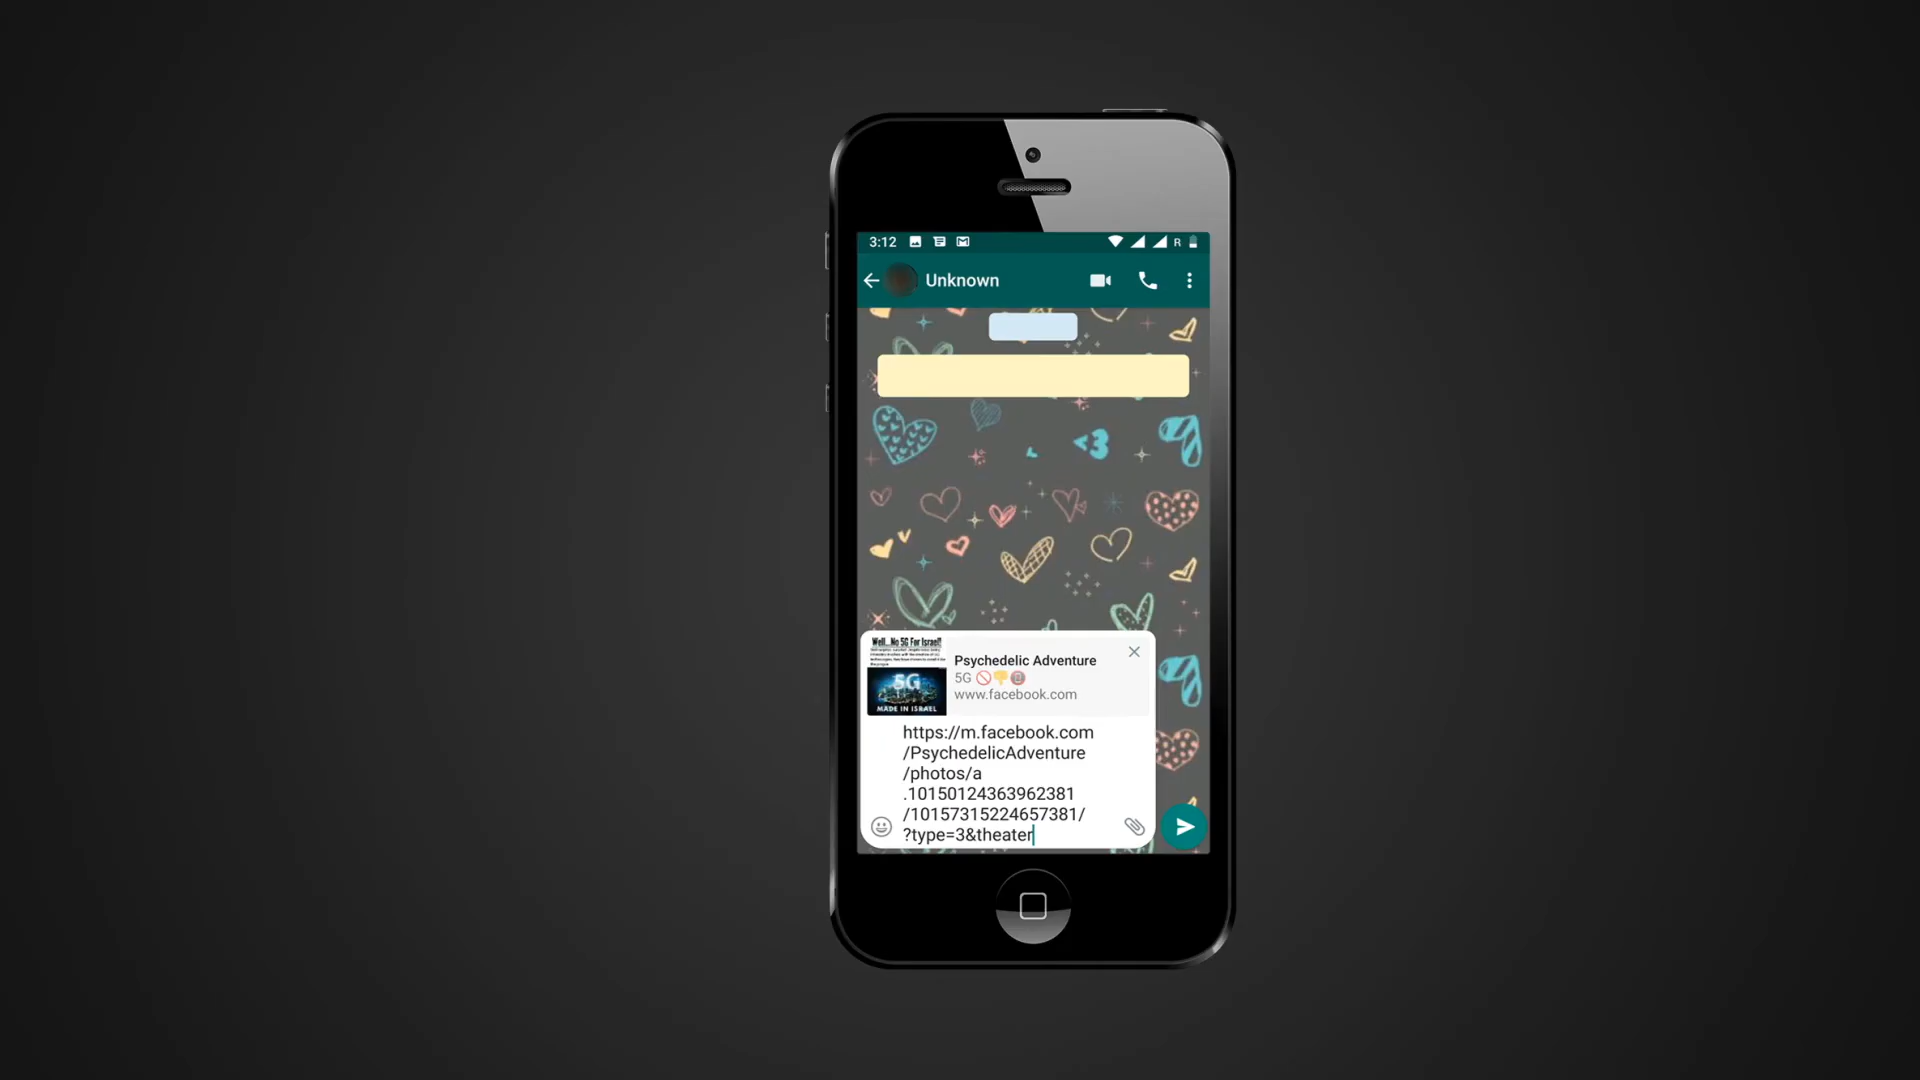 3:12
R
Unknown
<3
Well...No 5G For Israel!
5G
MADE IN ISRAEL
Psychedelic Adventure
5G 🚫👎📵
www.facebook.com
https://m.facebook.com
/PsychedelicAdventure
/photos/a
.10150124363962381
/10157315224657381/
?type=3&theater